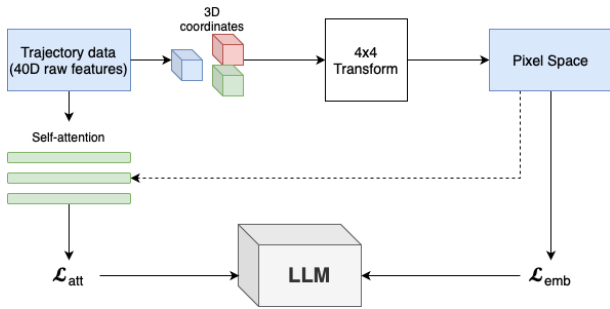 3D
coordinates
Trajectory data
(40D raw features)
4x4
Transform
Pixel Space
Self-attention
ℒatt
LLM
ℒemb